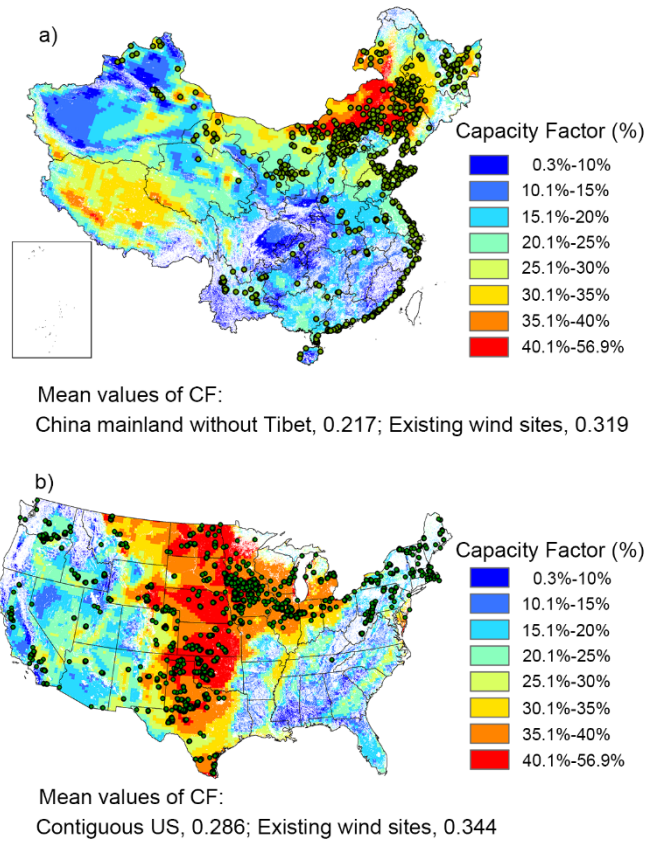 a)
Capacity Factor (%)
0.3%-10%
10.1%-15%
15.1%-20%
20.1%-25%
25.1%-30%
30.1%-35%
35.1%-40%
40.1%-56.9%
Mean values of CF:
China mainland without Tibet, 0.217; Existing wind sites, 0.319
b)
Capacity Factor (%)
0.3%-10%
10.1%-15%
15.1%-20%
20.1%-25%
25.1%-30%
30.1%-35%
35.1%-40%
40.1%-56.9%
Mean values of CF:
Contiguous US, 0.286; Existing wind sites, 0.344